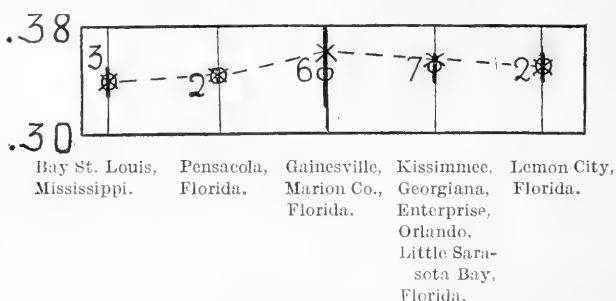 .38
3 2 6 7 2
.30
Bay St. Louis, Mississippi.
Pensacola, Florida.
Gainesville, Marion Co., Florida.
Kissimmee, Georgiana, Enterprise, Orlando, Little Sara-
sota Bay, Florida.
Lemon City, Florida.